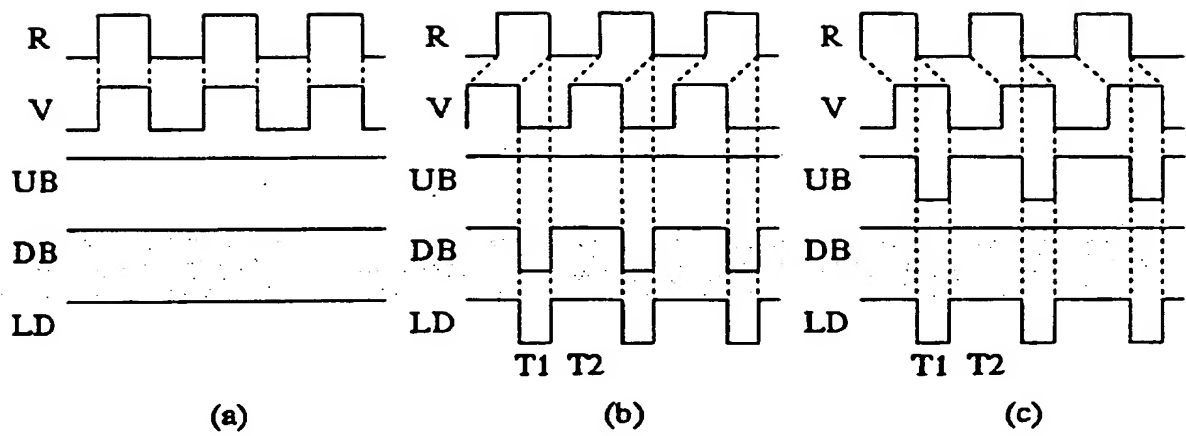 R R R
V V V
UB UB UB
DB DB DB
LD LD LD
T1 T2 T1 T2
(a) (b) (c)